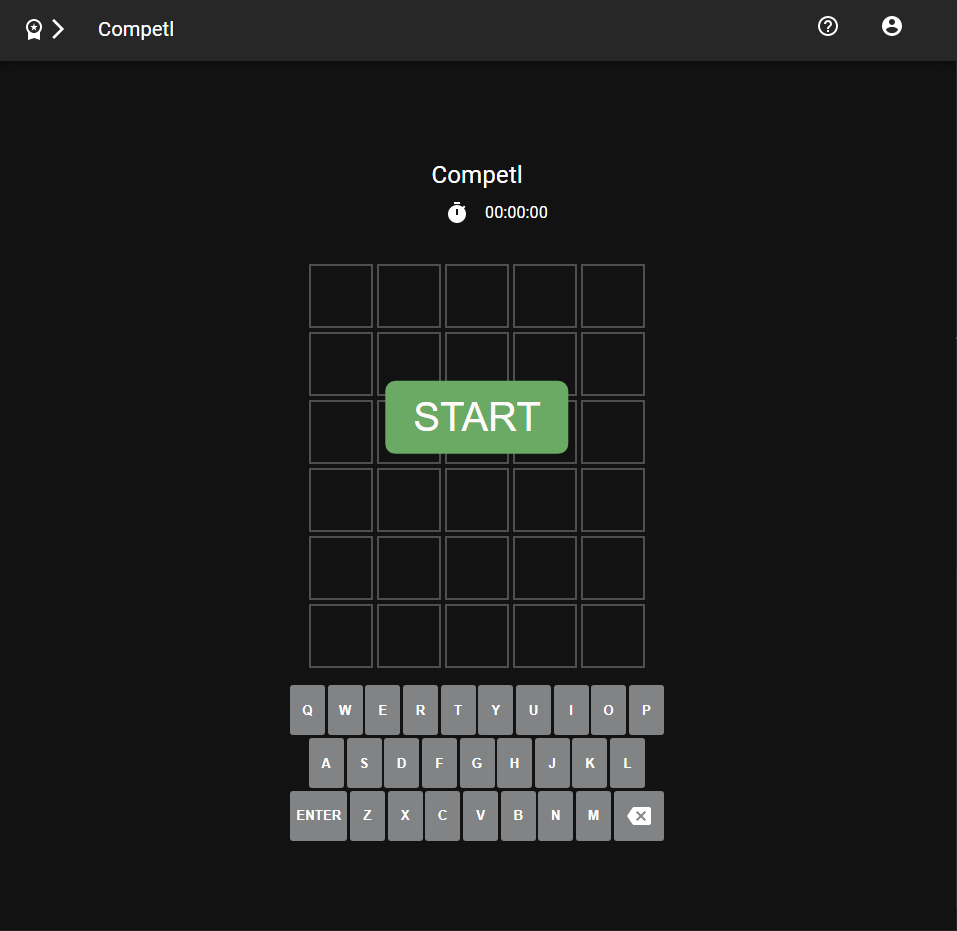 Competl
Competl
00:00:00
START
Q W E R T Y U I O P
A S D F G H J K L
ENTER Z X C V B N M